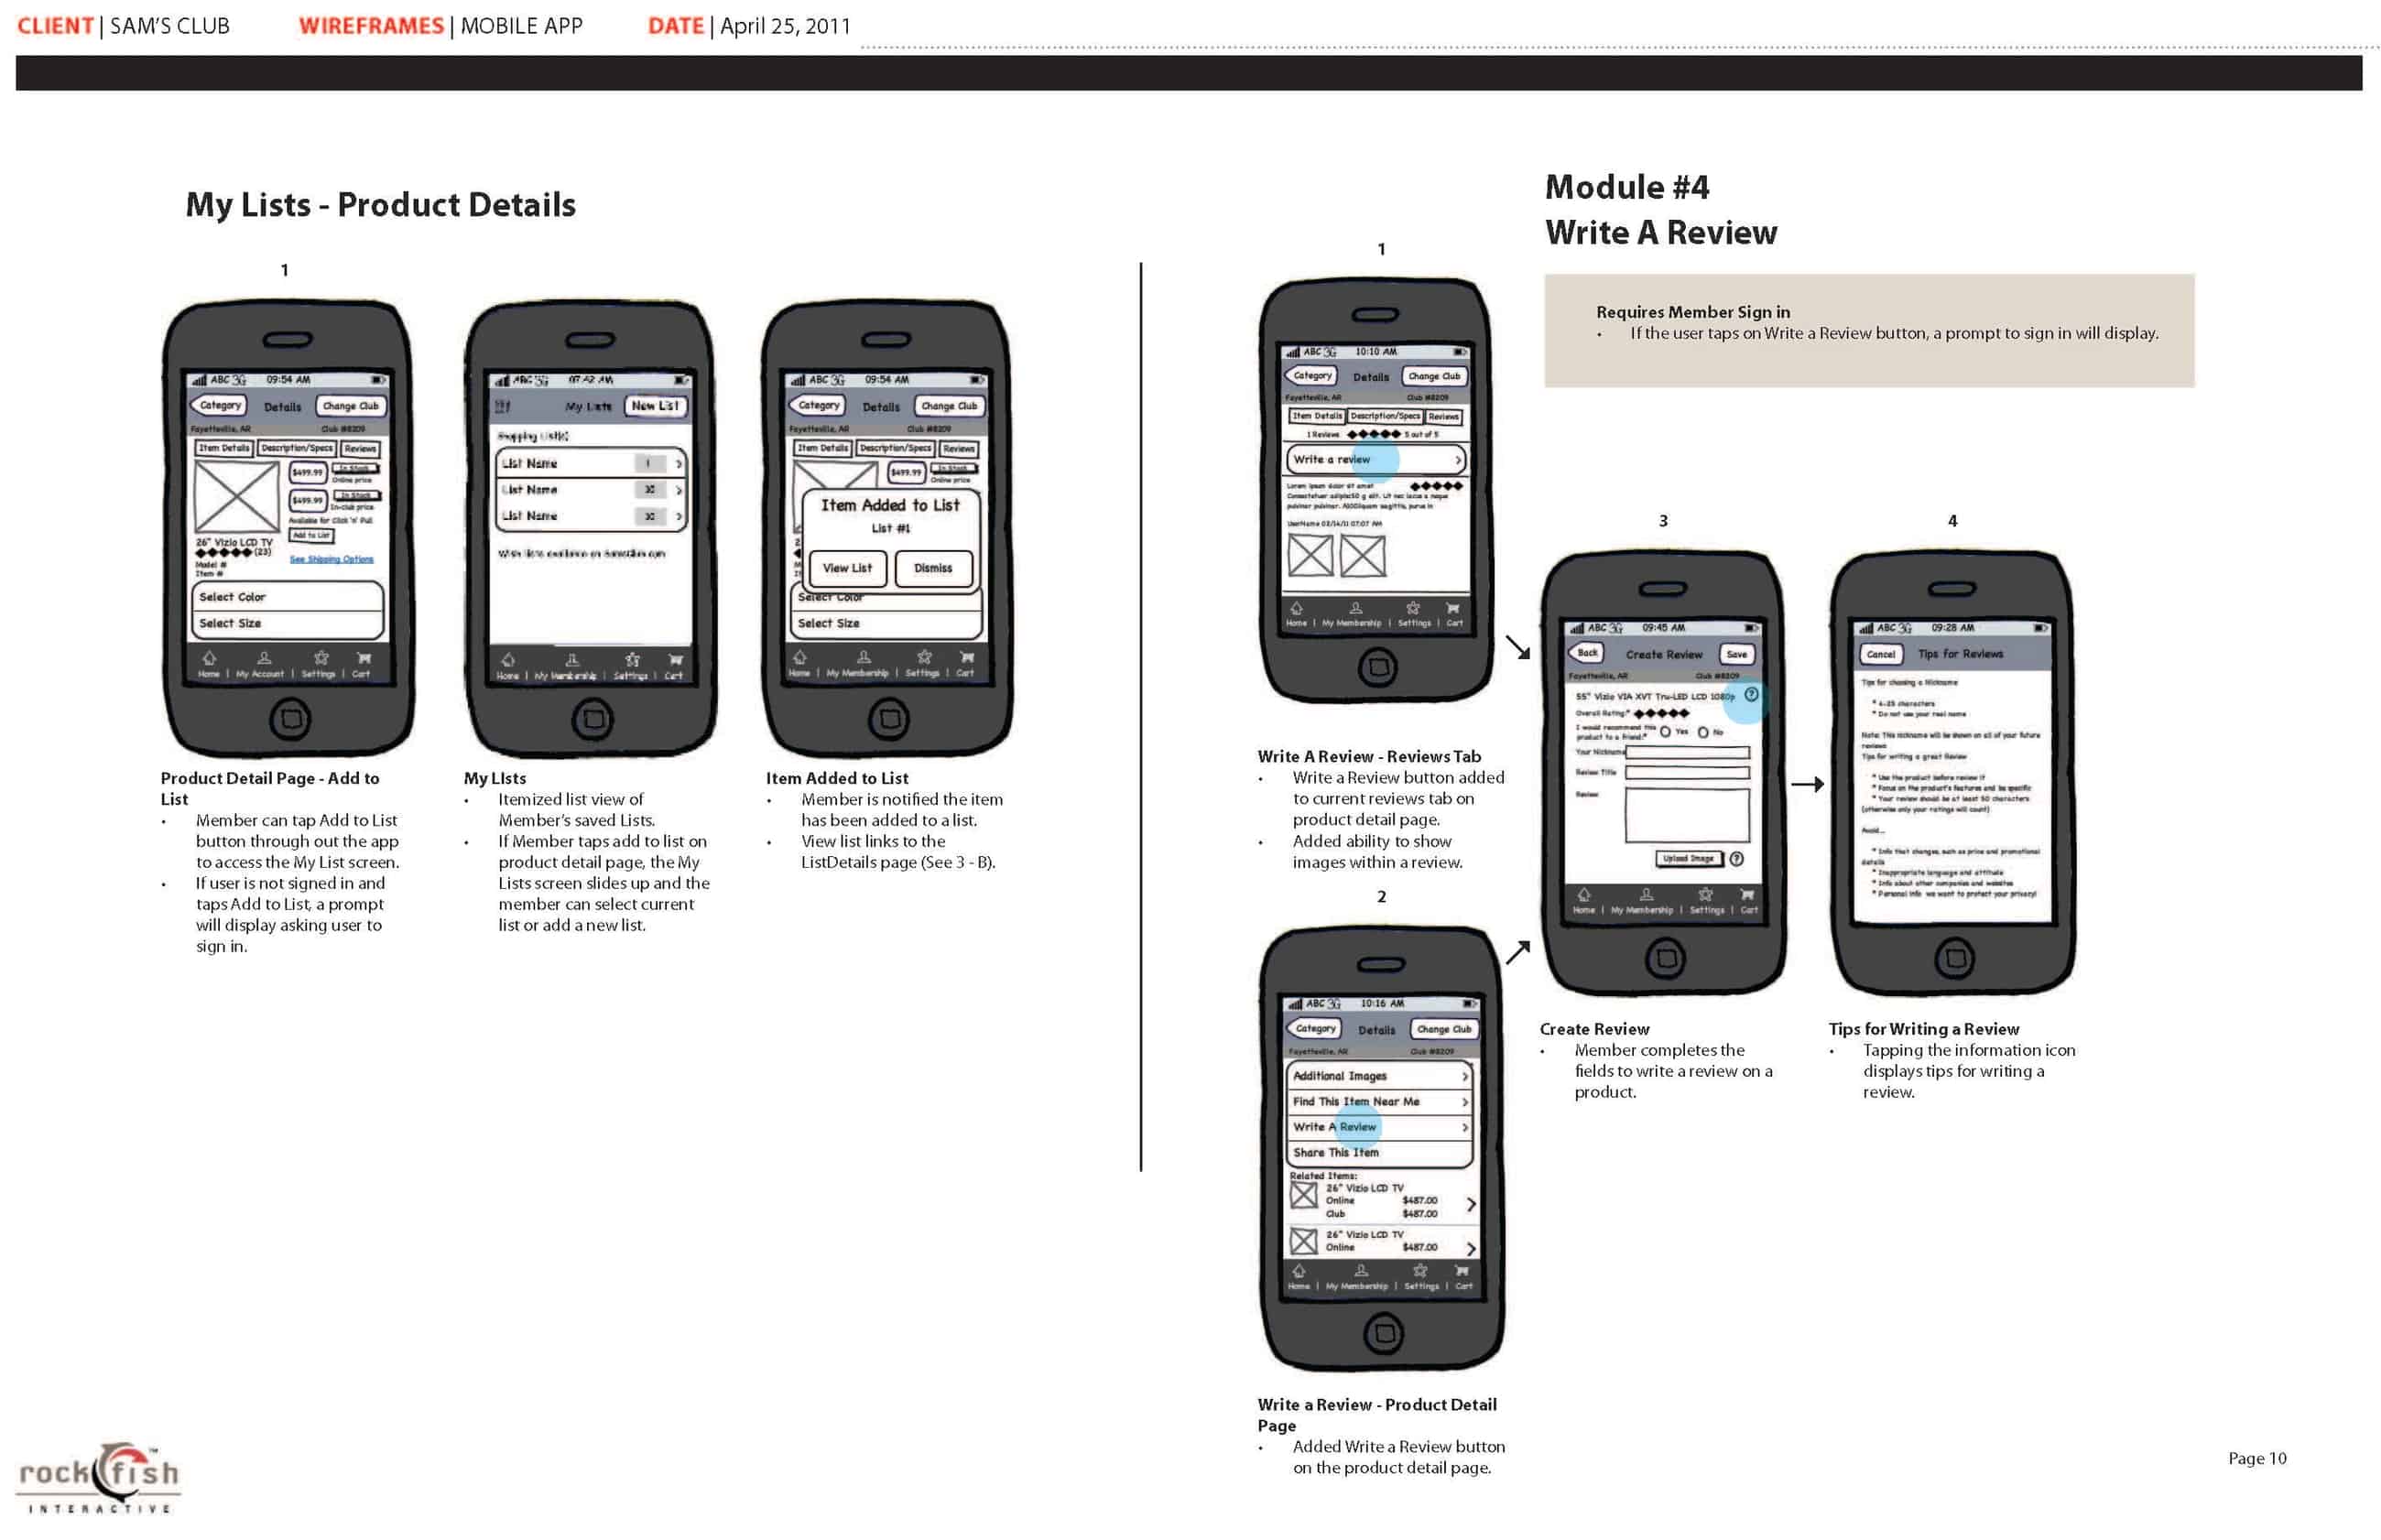 CLIENT | SAM'S CLUB WIREFRAMES | MOBILE APP DATE | April 25, 2011
My Lists - Product Details
1
ABC 3G 09:54 AM
Category Details Change Club
Fayetteville, AR Club #8209
Item Details Description/Specs Reviews
$499.99 In Stock
Online price
$499.99 In Stock
In-club price
Available for Click 'n' Pull
Add to List
26" Vizio LCD TV
(23)
See Shipping Options
Model #
Item #
Select Color
Select Size
Home | My Account | Settings | Cart
Product Detail Page - Add to
List
• Member can tap Add to List
button through out the app
to access the My List screen.
• If user is not signed in and
taps Add to List, a prompt
will display asking user to
sign in.
ABC 3G
My Lists New List
Shopping List(s)
List Name
List Name
List Name
Home | My Membership | Settings | Cart
My LIsts
• Itemized list view of
Member's saved Lists.
• If Member taps add to list on
product detail page, the My
Lists screen slides up and the
member can select current
list or add a new list.
ABC 3G 09:54 AM
Category Details Change Club
Fayetteville, AR Club #8209
Item Details Description/Specs Reviews
$499.99 In Stock
Online price
Item Added to List
List #1
View List Dismiss
Select Color
Select Size
Home | My Membership | Settings | Cart
Item Added to List
• Member is notified the item
has been added to a list.
• View list links to the
ListDetails page (See 3 - B).
Module #4
Write A Review
Requires Member Sign in
• If the user taps on Write a Review button, a prompt to sign in will display.
1
ABC 3G 10:10 AM
Category Details Change Club
Fayetteville, AR Club #8209
Item Details Description/Specs Reviews
1 Reviews 5 out of 5
Write a review
Home | My Membership | Settings | Cart
Write A Review - Reviews Tab
• Write a Review button added
to current reviews tab on
product detail page.
• Added ability to show
images within a review.
2
ABC 3G 10:16 AM
Category Details Change Club
Fayetteville, AR Club #8209
Additional Images
Find This Item Near Me
Write A Review
Share This Item
Related Items:
26" Vizio LCD TV
Online $487.00
Club $487.00
26" Vizio LCD TV
Online $487.00
Home | My Membership | Settings | Cart
Write a Review - Product Detail
Page
• Added Write a Review button
on the product detail page.
3
ABC 3G 09:45 AM
Back Create Review Save
Fayetteville, AR Club #8209
55" Vizio VIA XVT Tru-LED LCD 1080p ?
Overall Rating:*
I would recommend this
product to a friend:* Yes No
Your Nickname
Review Title
Review
Upload Image ?
Home | My Membership | Settings | Cart
Create Review
• Member completes the
fields to write a review on a
product.
4
ABC 3G 09:28 AM
Cancel Tips for Reviews
Tips for choosing a Nickname
* 4-25 characters
* Do not use your real name
Note: This nickname will be shown on all of your future
reviews
Tips for writing a great Review
* Use the product before review it
* Focus on the product's features and be specific
* Your review should be at least 50 characters
(otherwise only your ratings will count)
Avoid...
* Info that changes, such as price and promotional
details
* Inappropriate language and attitude
* Info about other companies and websites
* Personal info we want to protect your privacy!
Tips for Writing a Review
• Tapping the information icon
displays tips for writing a
review.
rockfish
INTERACTIVE
Page 10